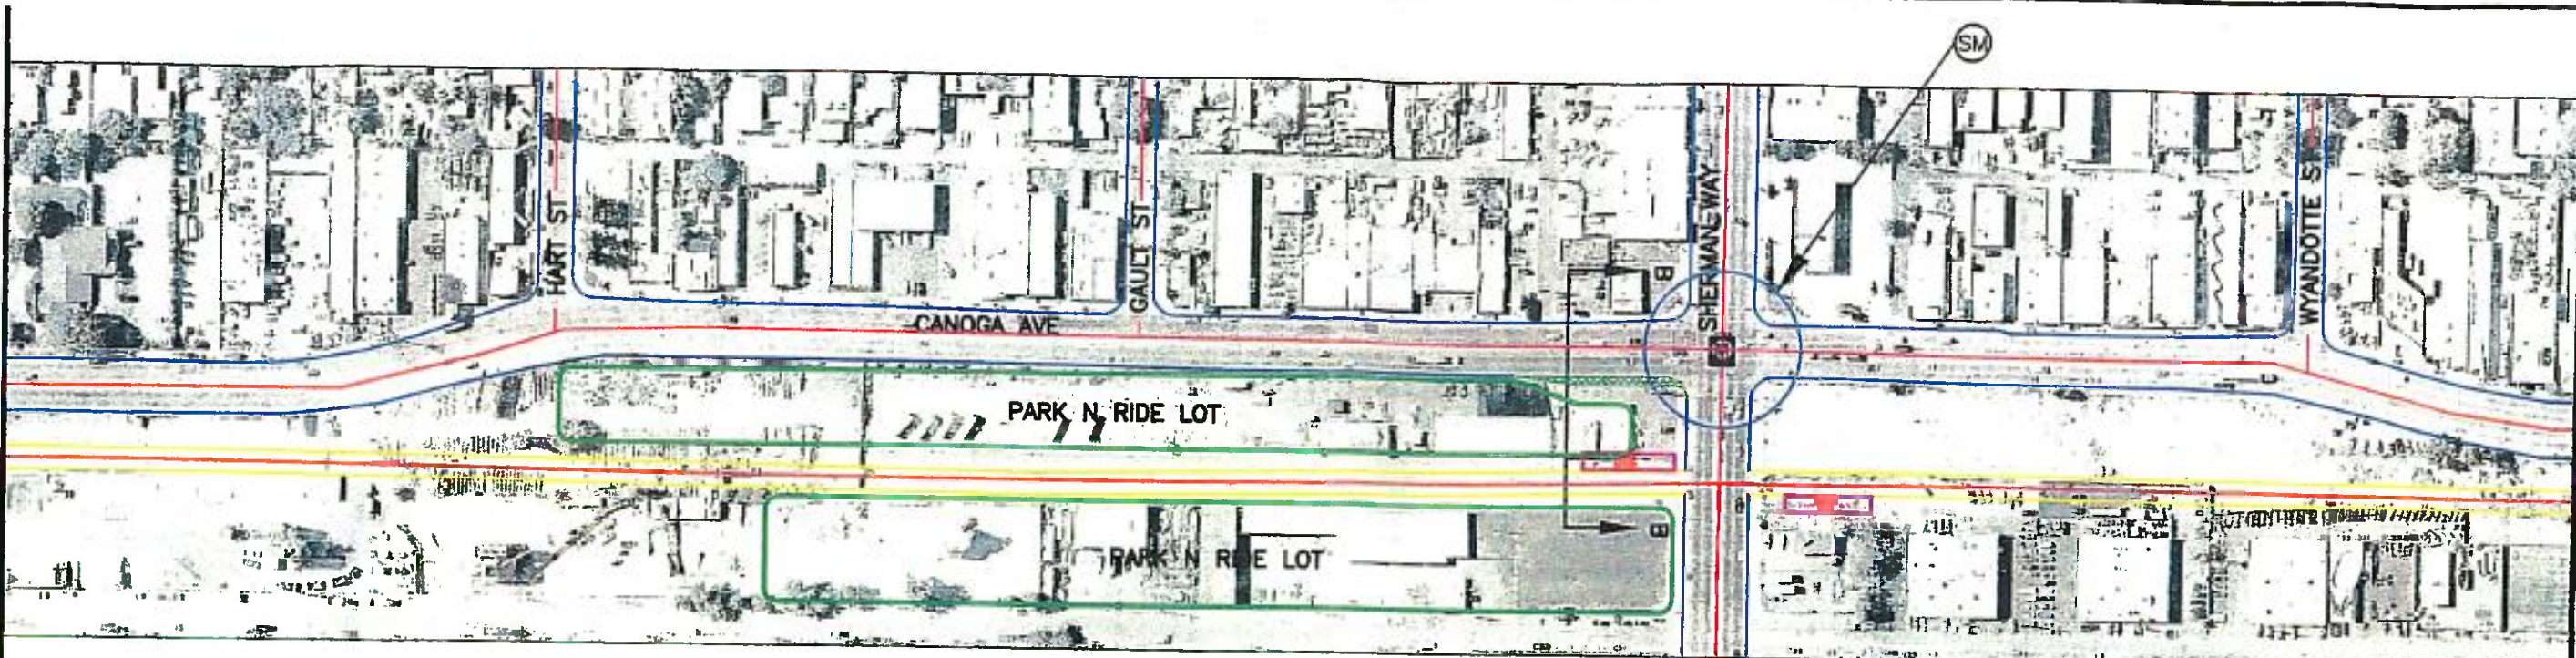 SM
HART ST
GAULT ST
SHERMAN WAY
WYANDOTTE ST
B
CANOGA AVE
PARK N RIDE LOT
B
PARK N RIDE LOT